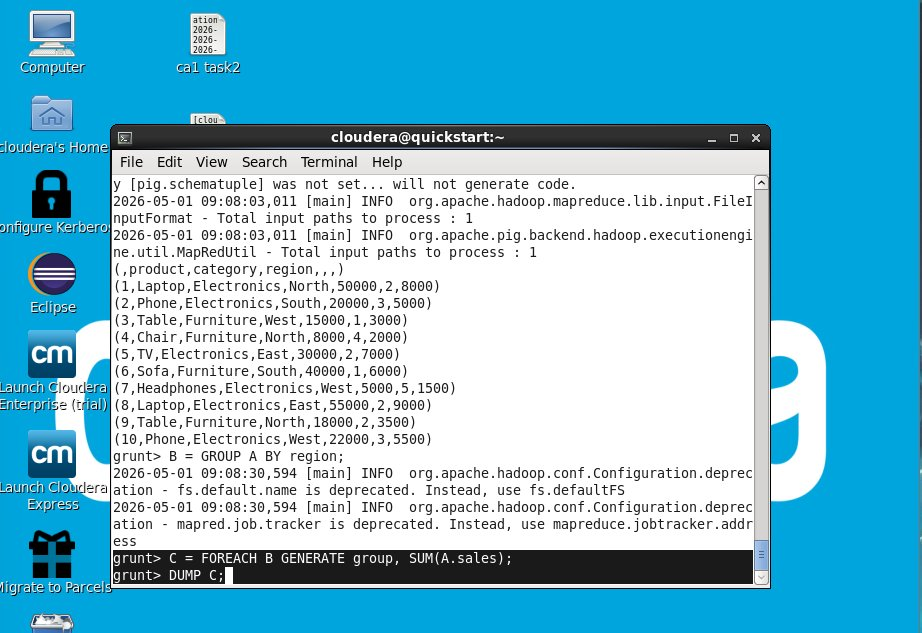 Computer
ation
2026-
2026-
2026-
ca1 task2
cloudera's Home
[clou
onfigure Kerberos
Eclipse
cm
Launch Cloudera
Enterprise (trial)
cm
Launch Cloudera
Express
Migrate to Parcels
cloudera@quickstart:~
File Edit View Search Terminal Help
y [pig.schematuple] was not set... will not generate code.
2026-05-01 09:08:03,011 [main] INFO  org.apache.hadoop.mapreduce.lib.input.FileI
nputFormat - Total input paths to process : 1
2026-05-01 09:08:03,011 [main] INFO  org.apache.pig.backend.hadoop.executionengi
ne.util.MapRedUtil - Total input paths to process : 1
(,product,category,region,,,)
(1,Laptop,Electronics,North,50000,2,8000)
(2,Phone,Electronics,South,20000,3,5000)
(3,Table,Furniture,West,15000,1,3000)
(4,Chair,Furniture,North,8000,4,2000)
(5,TV,Electronics,East,30000,2,7000)
(6,Sofa,Furniture,South,40000,1,6000)
(7,Headphones,Electronics,West,5000,5,1500)
(8,Laptop,Electronics,East,55000,2,9000)
(9,Table,Furniture,North,18000,2,3500)
(10,Phone,Electronics,West,22000,3,5500)
grunt> B = GROUP A BY region;
2026-05-01 09:08:30,594 [main] INFO  org.apache.hadoop.conf.Configuration.deprec
ation - fs.default.name is deprecated. Instead, use fs.defaultFS
2026-05-01 09:08:30,594 [main] INFO  org.apache.hadoop.conf.Configuration.deprec
ation - mapred.job.tracker is deprecated. Instead, use mapreduce.jobtracker.addr
ess
grunt> C = FOREACH B GENERATE group, SUM(A.sales);
grunt> DUMP C;